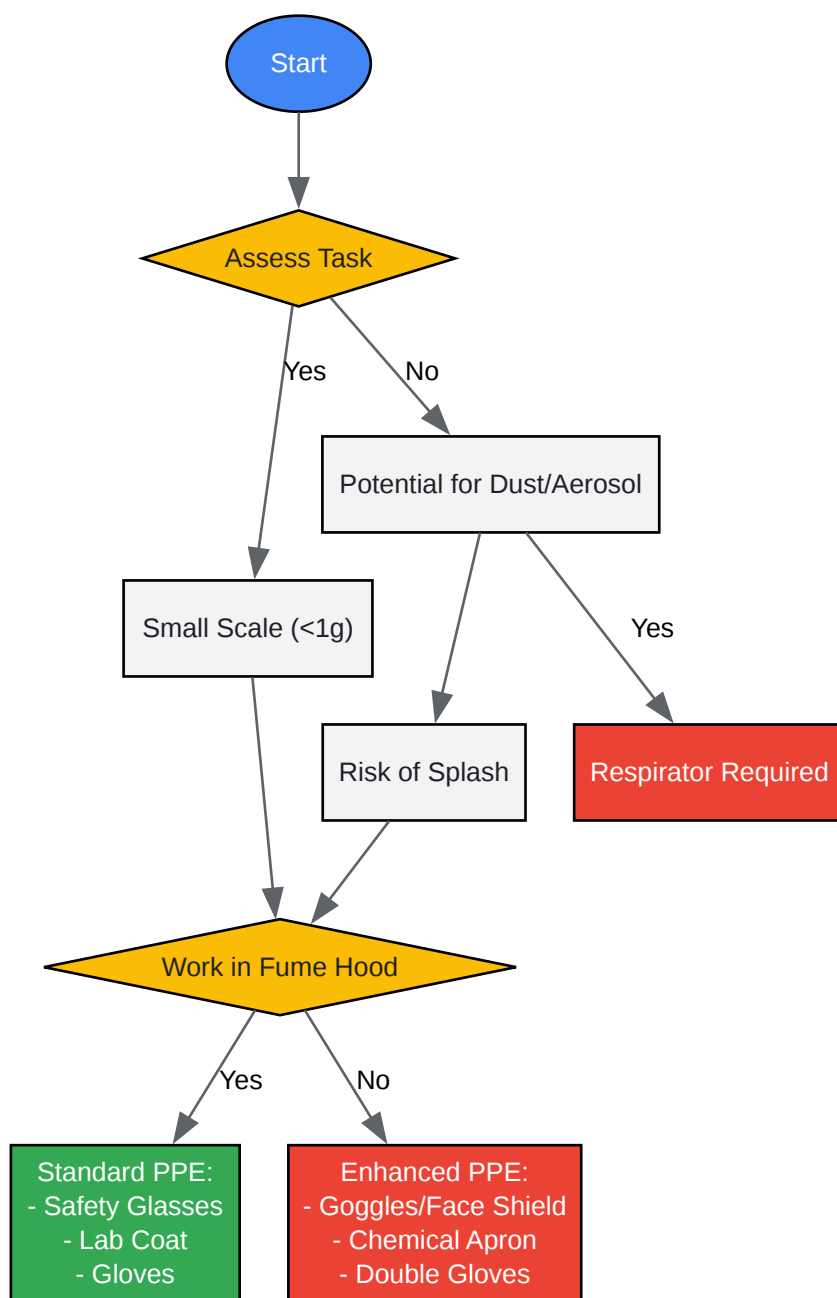 Start
Assess Task
Yes
No
Potential for Dust/Aerosol
Small Scale (<1g)
Yes
Risk of Splash
Respirator Required
Work in Fume Hood
Yes
No
Standard PPE:
- Safety Glasses
- Lab Coat
- Gloves
Enhanced PPE:
- Goggles/Face Shield
- Chemical Apron
- Double Gloves